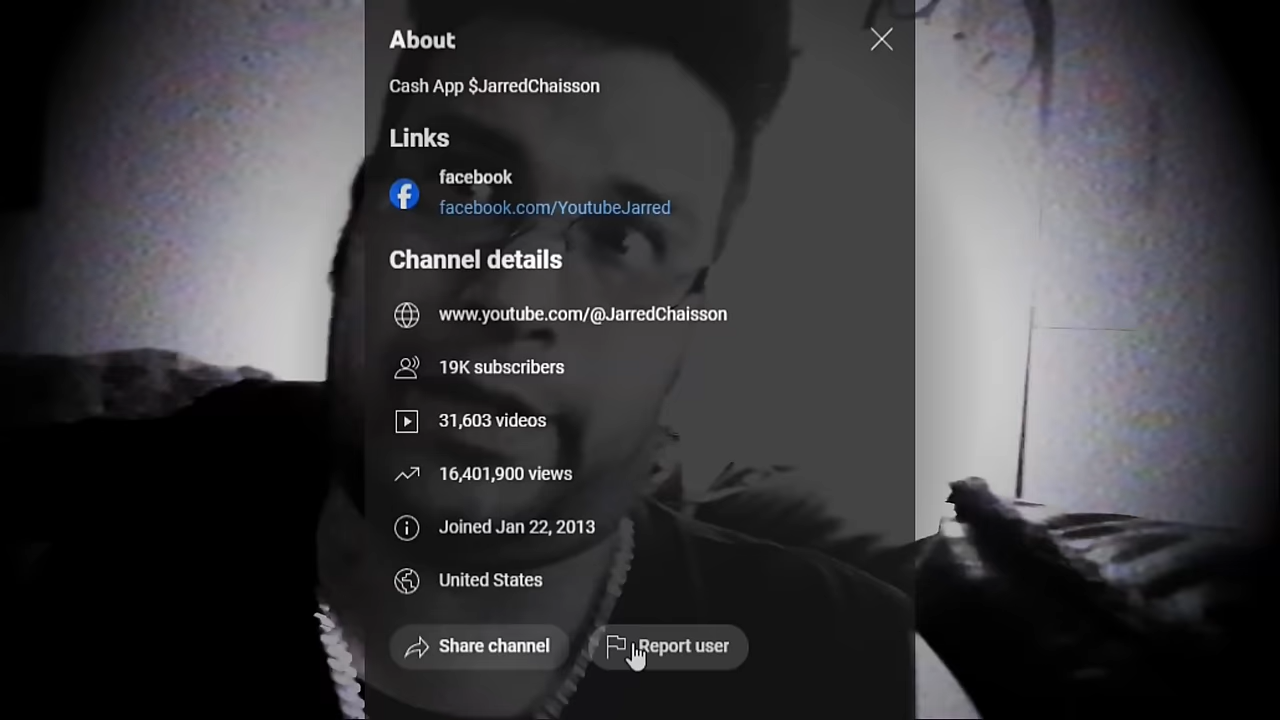 About
Cash App $JarredChaisson
Links
facebook
facebook.com/YoutubeJarred
Channel details
www.youtube.com/@JarredChaisson
19K subscribers
31,603 videos
16,401,900 views
Joined Jan 22, 2013
United States
Share channel
Report user